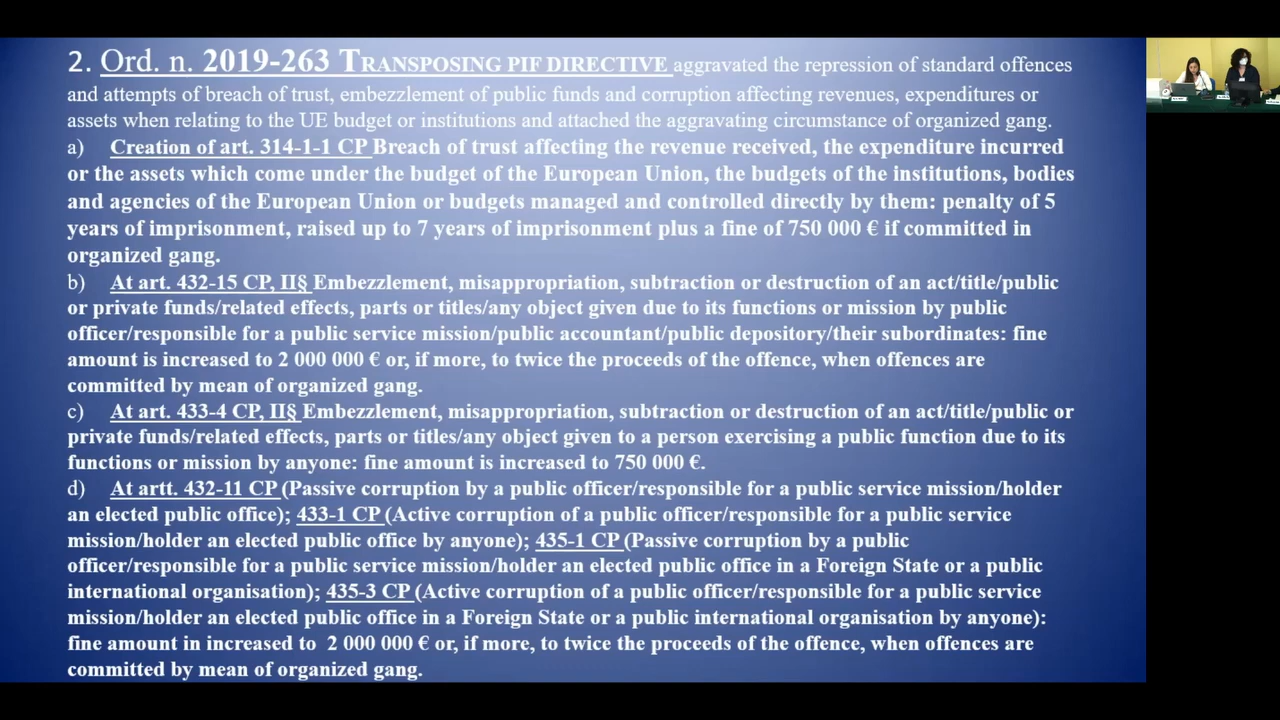 2. Ord. n. 2019-263 TRANSPOSING PIF DIRECTIVE aggravated the repression of standard offences
and attempts of breach of trust, embezzlement of public funds and corruption affecting revenues, expenditures or
assets when relating to the UE budget or institutions and attached the aggravating circumstance of organized gang.
a) Creation of art. 314-1-1 CP Breach of trust affecting the revenue received, the expenditure incurred
or the assets which come under the budget of the European Union, the budgets of the institutions, bodies
and agencies of the European Union or budgets managed and controlled directly by them: penalty of 5
years of imprisonment, raised up to 7 years of imprisonment plus a fine of 750 000 € if committed in
organized gang.
b) At art. 432-15 CP, II§ Embezzlement, misappropriation, subtraction or destruction of an act/title/public
or private funds/related effects, parts or titles/any object given due to its functions or mission by public
officer/responsible for a public service mission/public accountant/public depository/their subordinates: fine
amount is increased to 2 000 000 € or, if more, to twice the proceeds of the offence, when offences are
committed by mean of organized gang.
c) At art. 433-4 CP, II§ Embezzlement, misappropriation, subtraction or destruction of an act/title/public or
private funds/related effects, parts or titles/any object given to a person exercising a public function due to its
functions or mission by anyone: fine amount is increased to 750 000 €.
d) At artt. 432-11 CP (Passive corruption by a public officer/responsible for a public service mission/holder
an elected public office); 433-1 CP (Active corruption of a public officer/responsible for a public service
mission/holder an elected public office by anyone); 435-1 CP (Passive corruption by a public
officer/responsible for a public service mission/holder an elected public office in a Foreign State or a public
international organisation); 435-3 CP (Active corruption of a public officer/responsible for a public service
mission/holder an elected public office in a Foreign State or a public international organisation by anyone):
fine amount in increased to 2 000 000 € or, if more, to twice the proceeds of the offence, when offences are
committed by mean of organized gang.